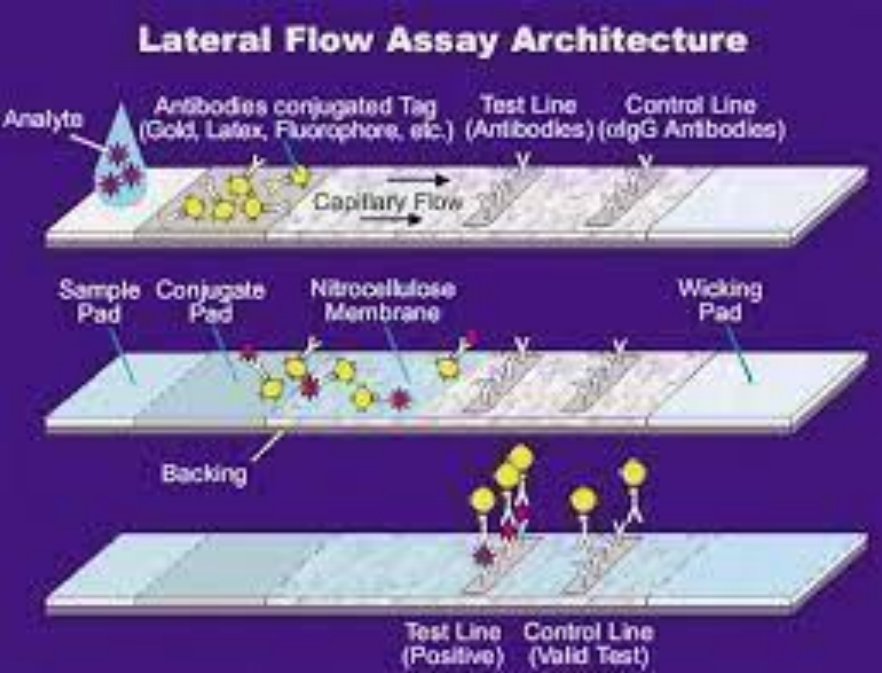 Lateral Flow Assay Architecture
Analyte
Antibodies conjugated Tag
(Gold, Latex, Fluorophore, etc.)
Test Line
(Antibodies)
Control Line
(αIgG Antibodies)
Capillary Flow
Sample
Pad
Conjugate
Pad
Nitrocellulose
Membrane
Wicking
Pad
Backing
Test Line
(Positive)
Control Line
(Valid Test)